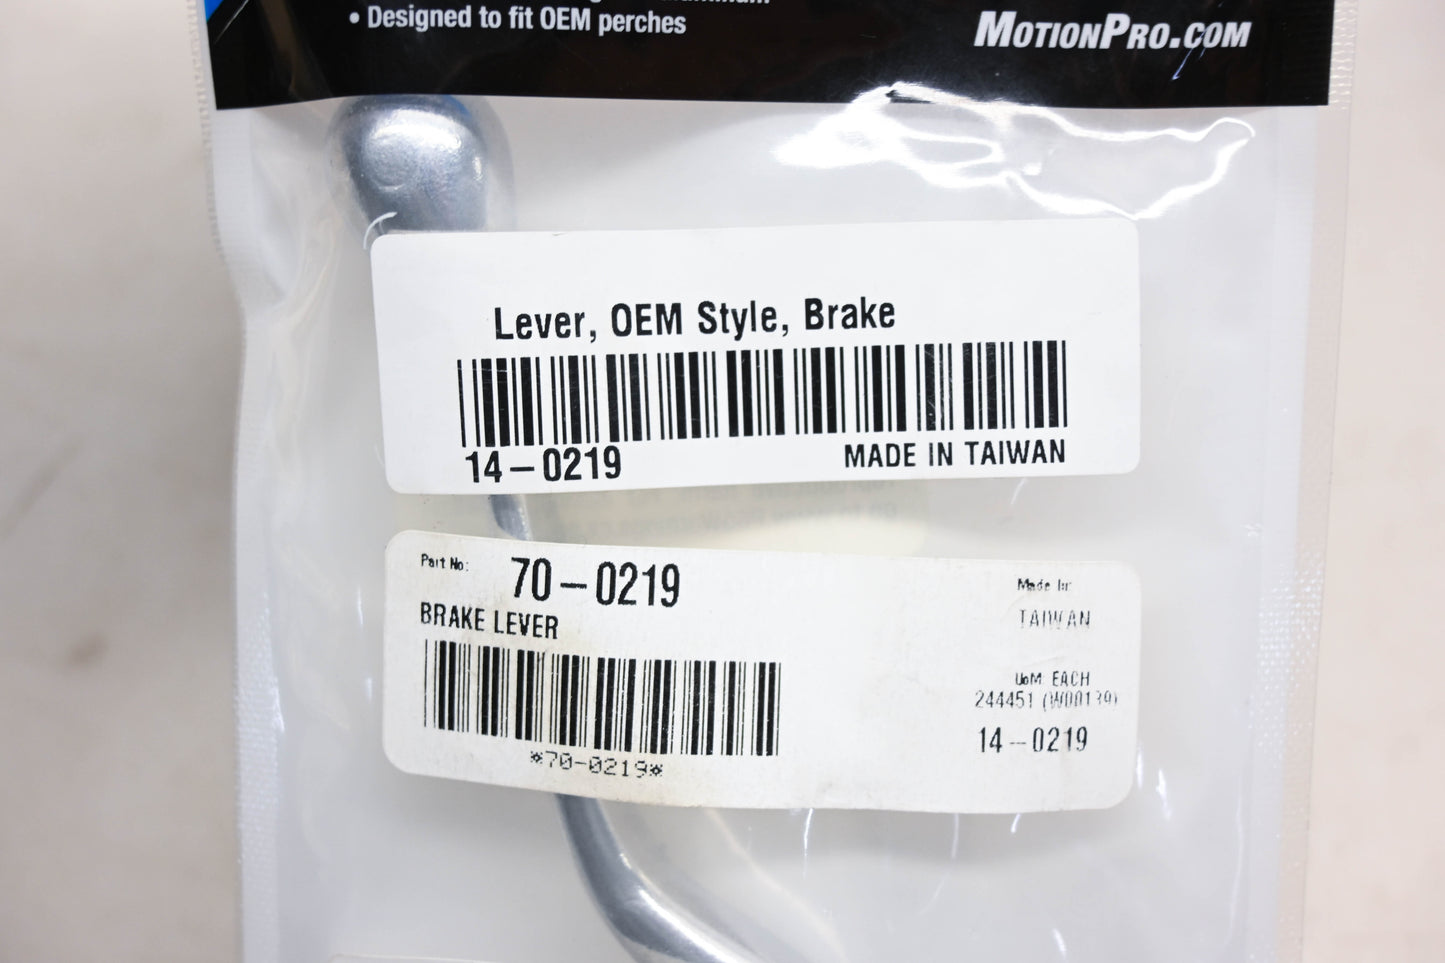 • Designed to fit OEM perches
MOTIONPRO.COM
Lever, OEM Style, Brake
14-0219
MADE IN TAIWAN
Part No:
70-0219
BRAKE LEVER
*70-0219*
Made In:
TAIWAN
UoM EACH
244451
14-0219